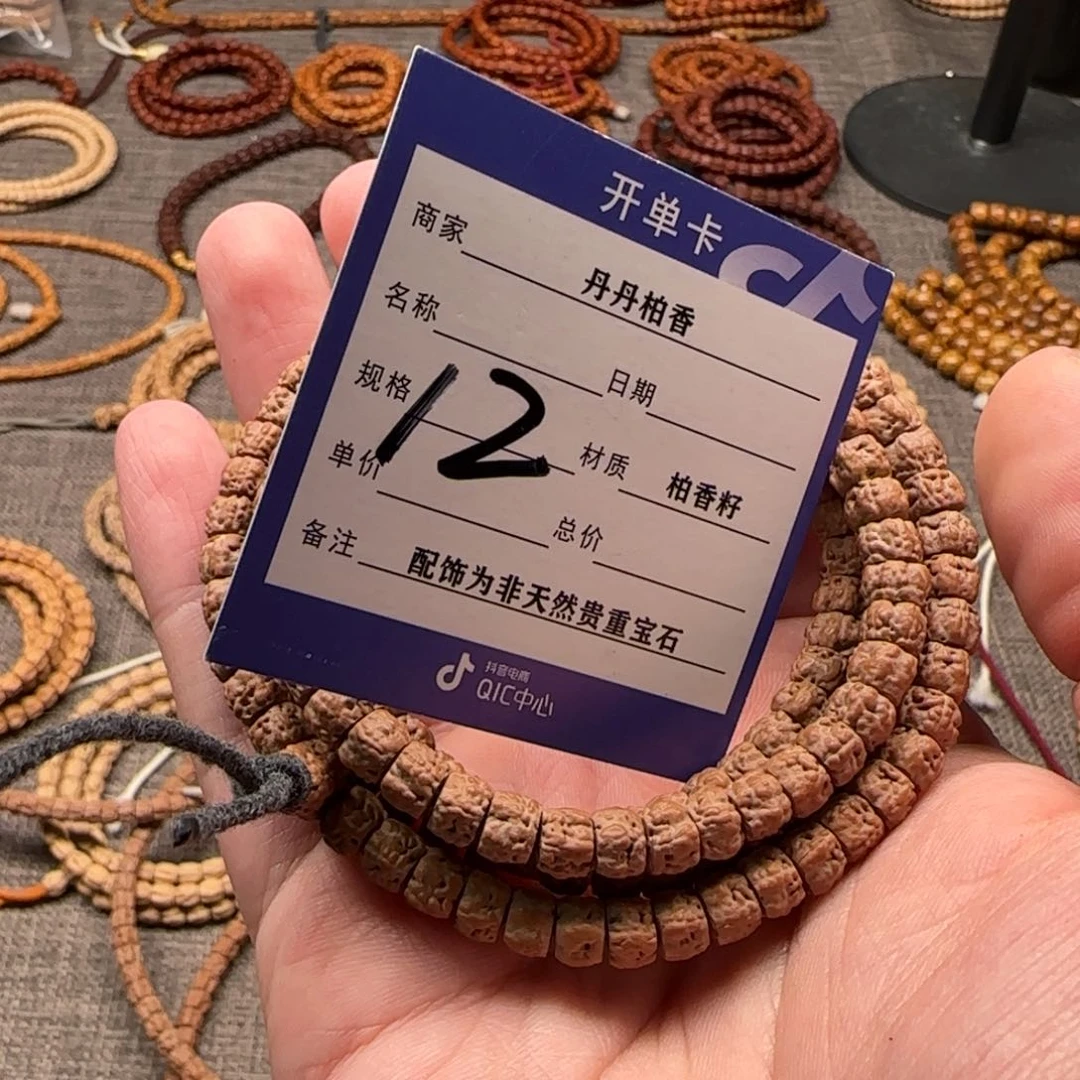 开单卡
商家 丹丹柏香
名称 日期
规格 12 材质 柏香籽
单价 总价
备注 配饰为非天然贵重宝石
抖音电商
QIC中心